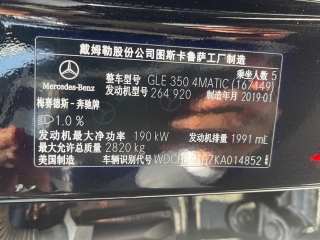 戴姆勒股份公司图斯卡鲁萨工厂制造
乘坐人数 5
Mercedes-Benz
整车型号 GLE 350 4MATIC (167149)
发动机型号 264 920
制造年月 2019-01
梅赛德斯-奔驰牌
1.0 %
发动机最大净功率 190 kW
发动机排量 1991 mL
最大允许总质量 2820 kg
美国制造
车辆识别代号